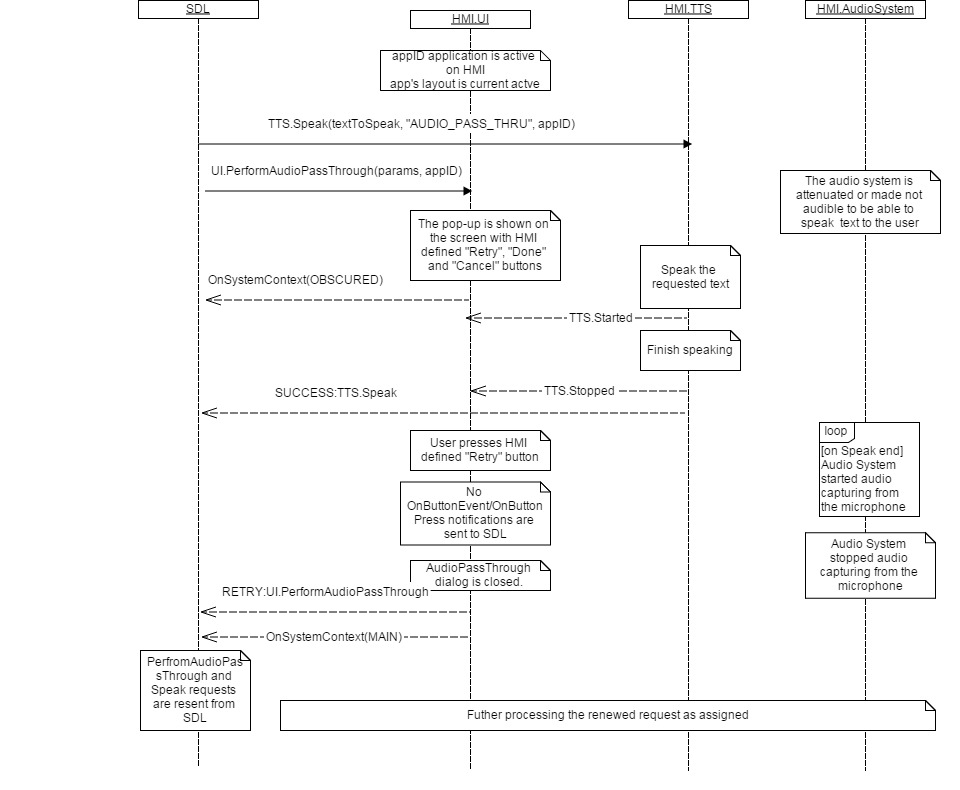 SDL
HMI.UI
HMI.TTS
HMI.AudioSystem
appID application is active
on HMI
app's layout is current actve
TTS.Speak(textToSpeak, "AUDIO_PASS_THRU", appID)
UI.PerformAudioPassThrough(params, appID)
The audio system is
attenuated or made not
audible to be able to
speak text to the user
The pop-up is shown on
the screen with HMI
defined "Retry", "Done"
and "Cancel" buttons
Speak the
requested text
OnSystemContext(OBSCURED)
TTS.Started
Finish speaking
TTS.Stopped
SUCCESS:TTS.Speak
loop
[on Speak end]
Audio System
started audio
capturing from
the microphone
User presses HMI
defined "Retry" button
No
OnButtonEvent/OnButton
Press notifications are
sent to SDL
Audio System
stopped audio
capturing from the
microphone
AudioPassThrough
dialog is closed.
RETRY:UI.PerformAudioPassThrough
OnSystemContext(MAIN)
PerfromAudioPas
sThrough and
Speak requests
are resent from
SDL
Futher processing the renewed request as assigned